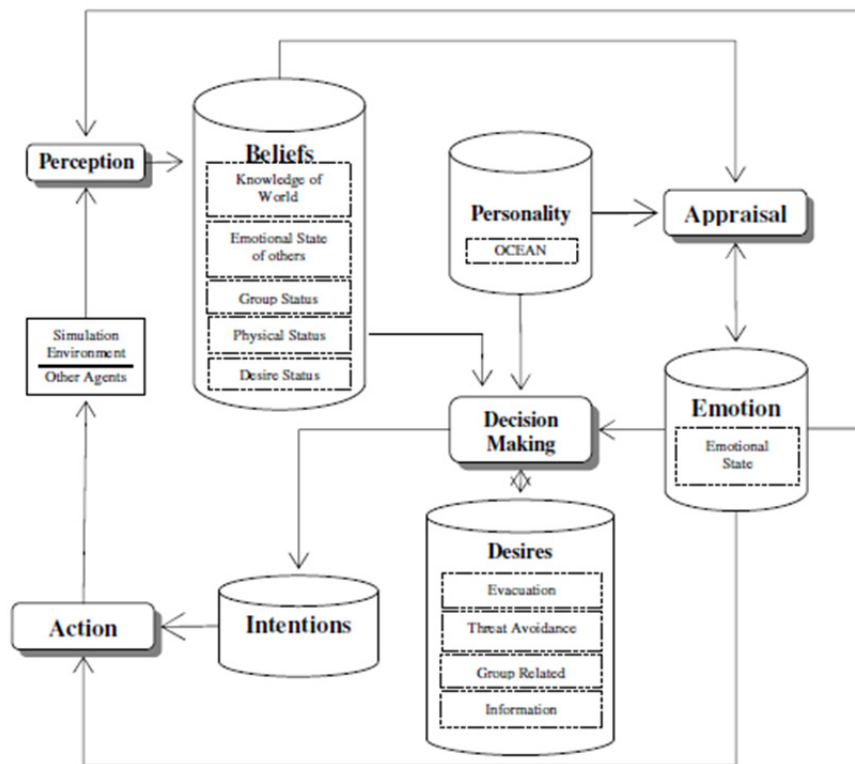 Perception
Beliefs
Knowledge of
World
Emotional State
of others
Group Status
Physical Status
Desire Status
Personality
OCEAN
Appraisal
Simulation
Environment
Other Agents
Decision
Making
Emotion
Emotional
State
Desires
Evacuation
Threat Avoidance
Group Related
Information
Intentions
Action